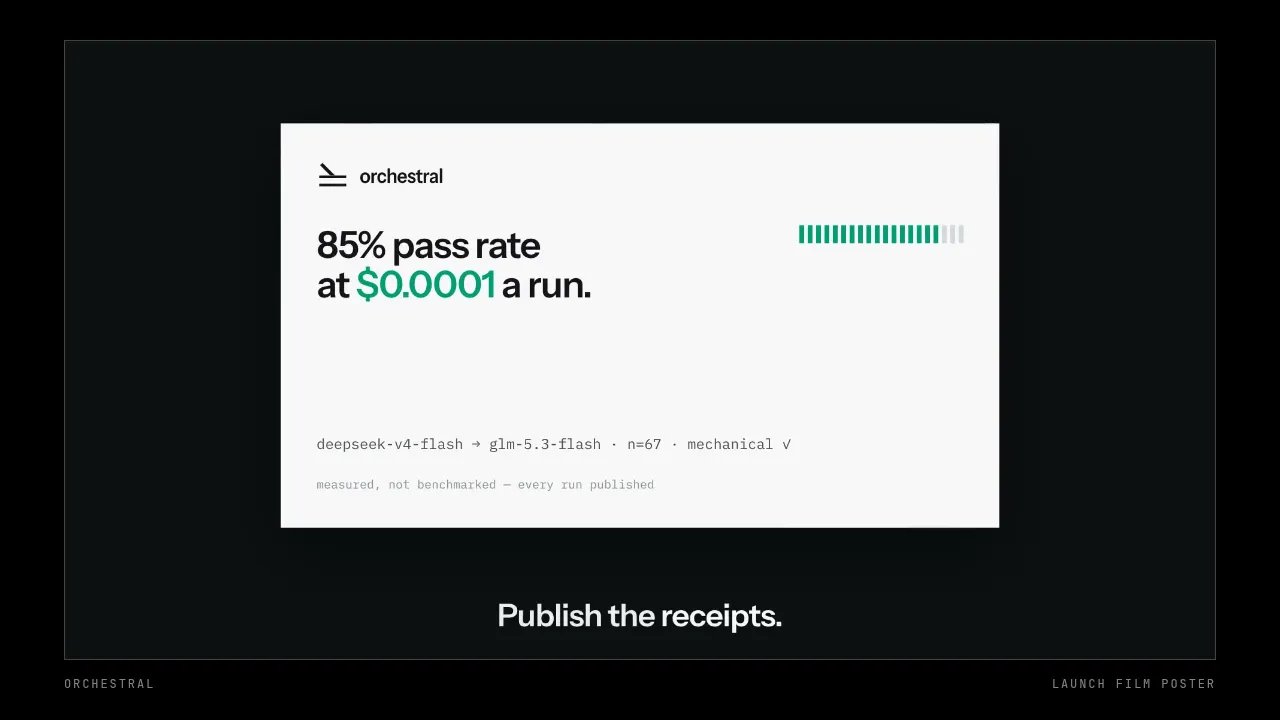 orchestral
85% pass rate
at $0.0001 a run.
deepseek-v4-flash → glm-5.3-flash · n=67 · mechanical ✓
measured, not benchmarked — every run published
Publish the receipts.
ORCHESTRAL
LAUNCH FILM POSTER